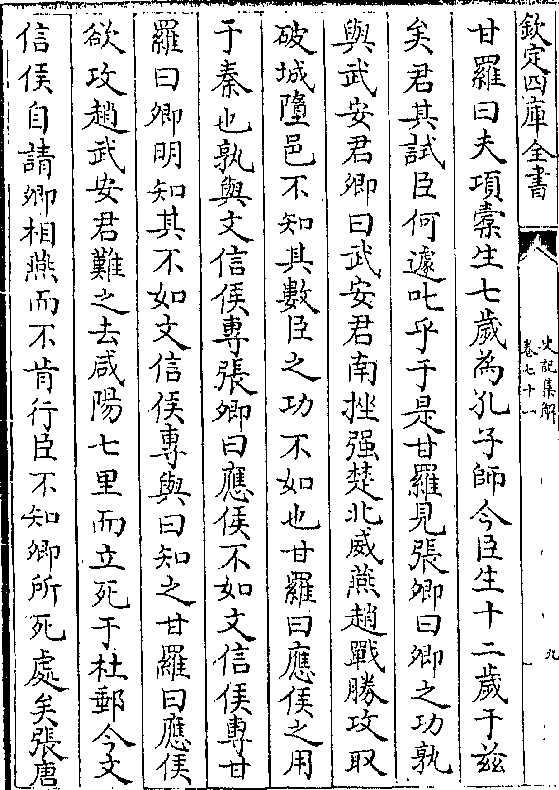 欽定四庫全書
史記集解
卷七十一
九
甘羅曰夫項橐生七歲為孔子師今臣生十二歲于茲
矣君其試臣何遽叱乎于是甘羅見張卿曰卿之功孰
與武安君卿曰武安君南挫强楚北威燕趙戰勝攻取
破城墮邑不知其數臣之功不如也甘羅曰應侯之用
于秦也孰與文信侯專張卿曰應侯不如文信侯專甘
羅曰卿明知其不如文信侯專與曰知之甘羅曰應侯
欲攻趙武安君難之去咸陽七里而立死于杜郵今文
信侯自請卿相燕而不肯行臣不知卿所死處矣張唐